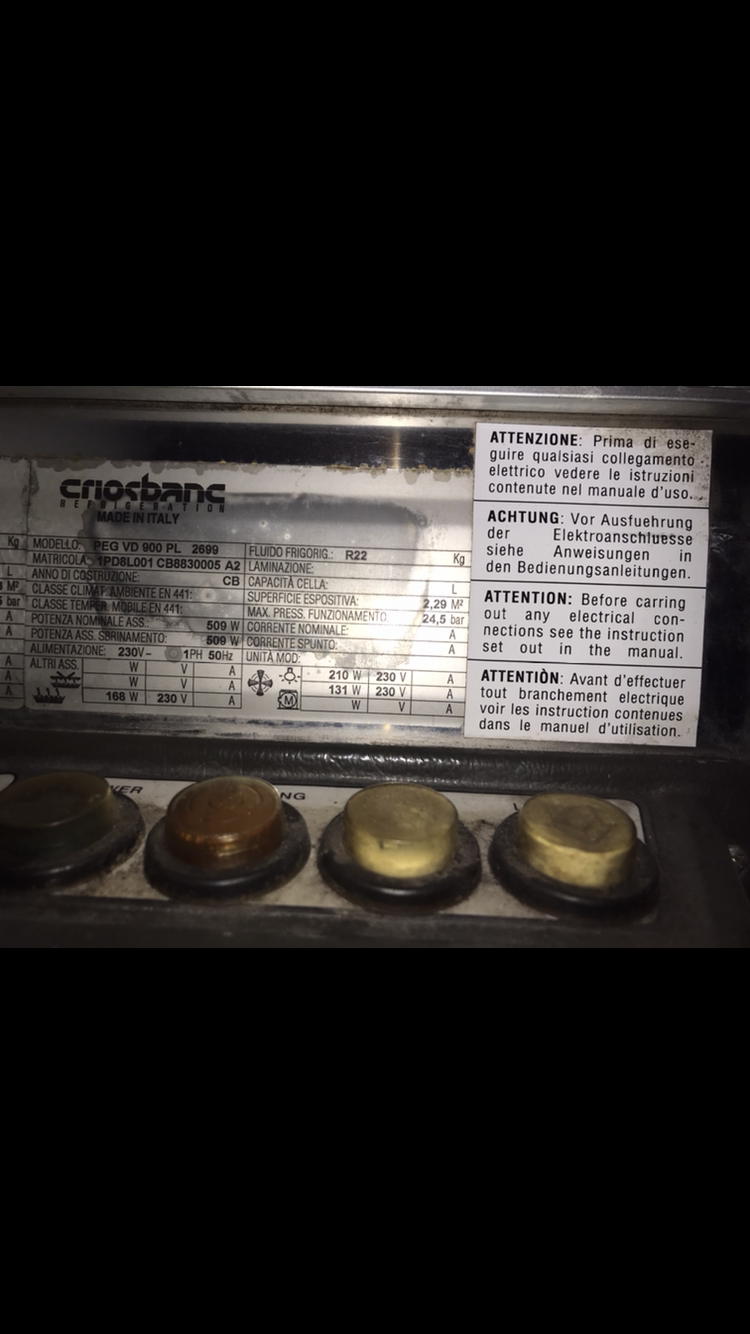 criosbanc
REFRIGERATION
MADE IN ITALY
Kg
MODELLO: PEG VD 900 PL 2699
MATRICOLA: 1PD8L001 CB8830005 A2
ANNO DI COSTRUZIONE:
CLASSE CLIMAT. AMBIENTE EN 441: CB
CLASSE TEMPER. MOBILE EN 441:
POTENZA NOMINALE ASS.: 509 W
POTENZA ASS. SBRINAMENTO: 509 W
ALIMENTAZIONE: 230V~ 1PH 50Hz
ALTRI ASS. W V A
W V A
168 W 230 V A
FLUIDO FRIGORIG.: R22 Kg
LAMINAZIONE:
CAPACITÀ CELLA: L
SUPERFICIE ESPOSITIVA: 2,29 M²
MAX. PRESS. FUNZIONAMENTO 24,5 bar
CORRENTE NOMINALE: A
CORRENTE SPUNTO: A
UNITÀ MOD:
210 W 230 V A
M 131 W 230 V A
W V A
ATTENZIONE: Prima di ese-
guire qualsiasi collegamento
elettrico vedere le istruzioni
contenute nel manuale d'uso.
ACHTUNG: Vor Ausfuehrung
der Elektroanschluesse
siehe Anweisungen in
den Bedienungsanleitungen.
ATTENTION: Before carring
out any electrical con-
nections see the instruction
set out in the manual.
ATTENTIÒN: Avant d'effectuer
tout branchement electrique
voir les instruction contenues
dans le manuel d'utilisation.